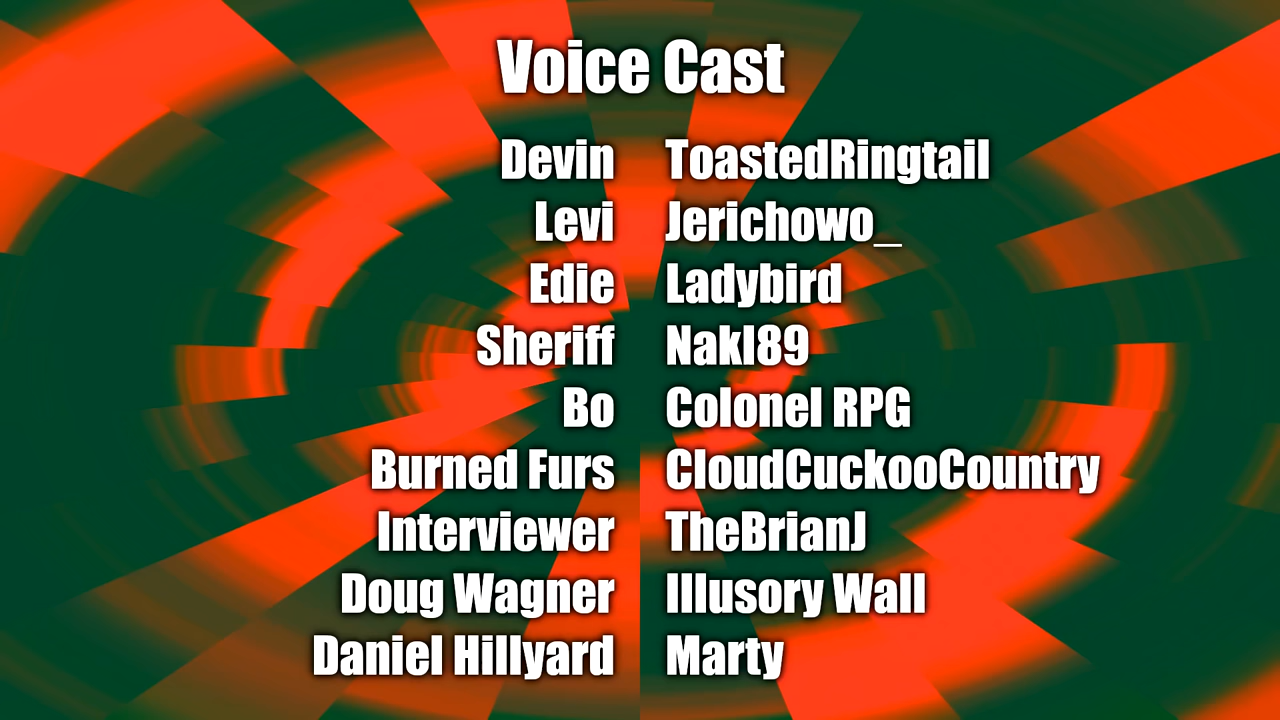 Voice Cast
Devin ToastedRingtail
Levi Jerichowo_
Edie Ladybird
Sheriff Nakl89
Bo Colonel RPG
Burned Furs CloudCuckooCountry
Interviewer TheBrianJ
Doug Wagner Illusory Wall
Daniel Hillyard Marty